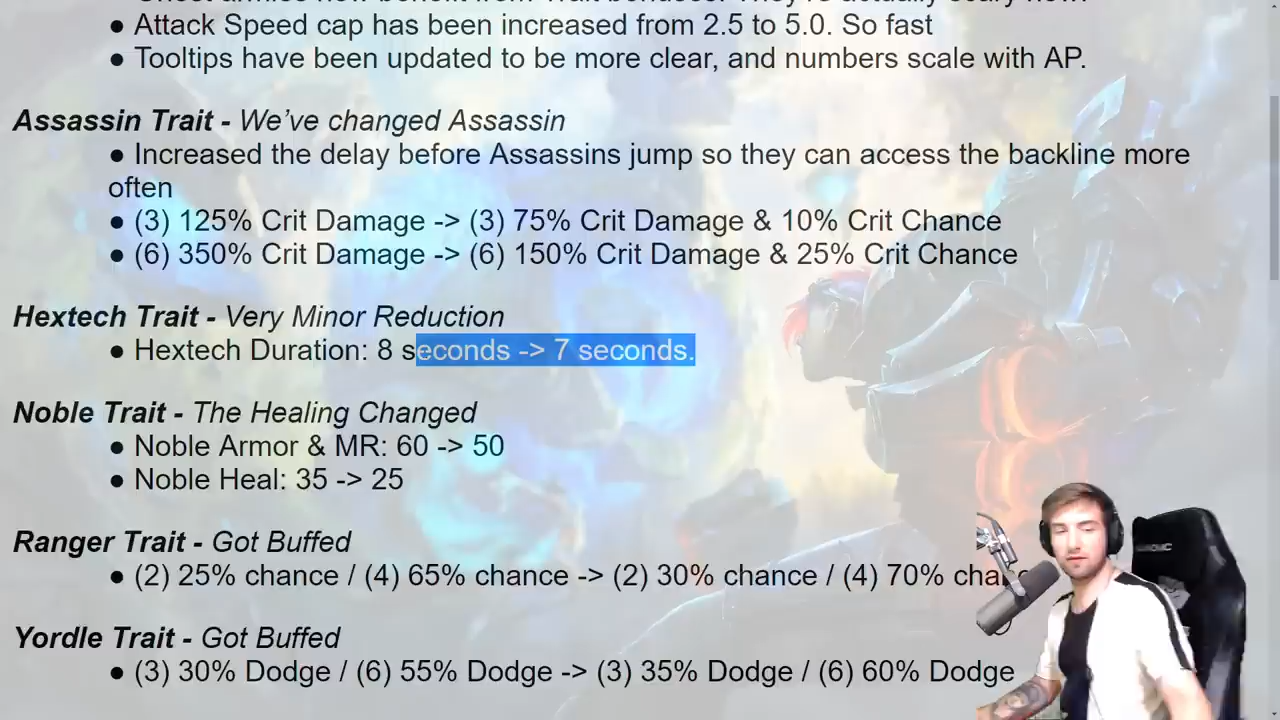 ● Attack Speed cap has been increased from 2.5 to 5.0. So fast
● Tooltips have been updated to be more clear, and numbers scale with AP.
Assassin Trait - We’ve changed Assassin
● Increased the delay before Assassins jump so they can access the backline more
often
● (3) 125% Crit Damage -> (3) 75% Crit Damage & 10% Crit Chance
● (6) 350% Crit Damage -> (6) 150% Crit Damage & 25% Crit Chance
Hextech Trait - Very Minor Reduction
● Hextech Duration: 8 seconds -> 7 seconds.
Noble Trait - The Healing Changed
● Noble Armor & MR: 60 -> 50
● Noble Heal: 35 -> 25
Ranger Trait - Got Buffed
● (2) 25% chance / (4) 65% chance -> (2) 30% chance / (4) 70%
Yordle Trait - Got Buffed
● (3) 30% Dodge / (6) 55% Dodge -> (3) 35% Dodge / (6) 60% Dodge